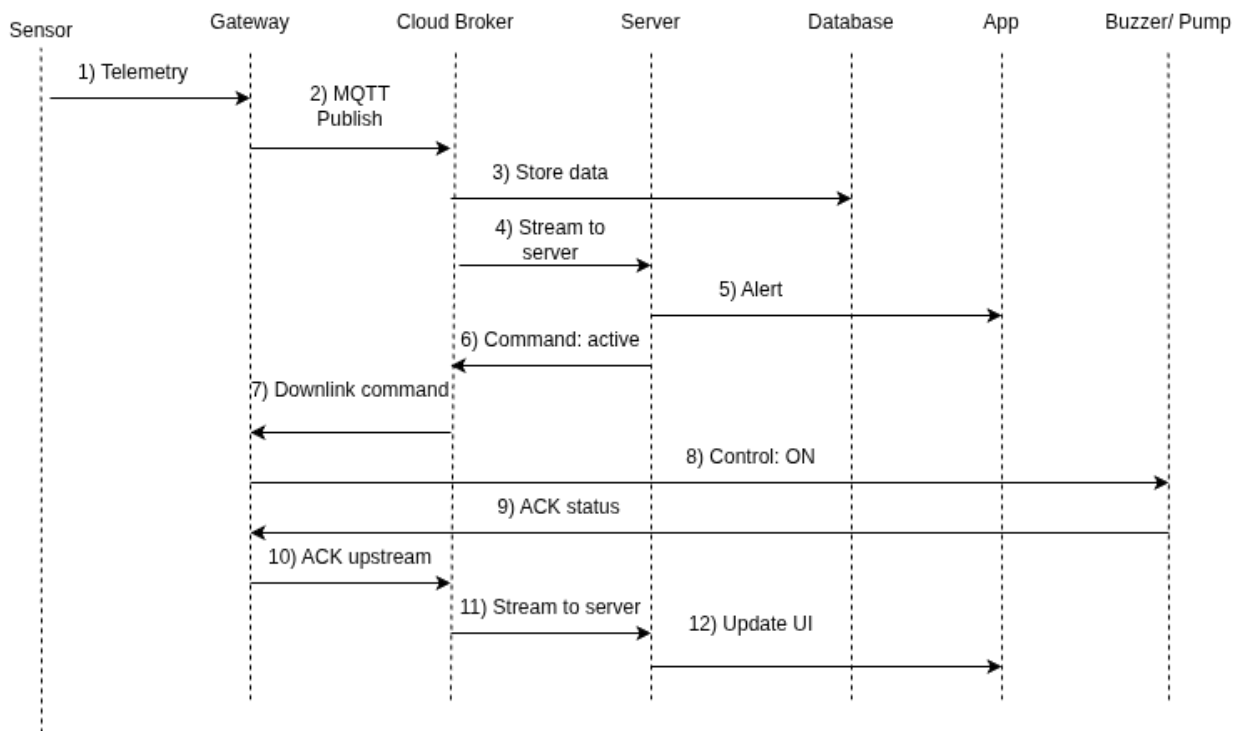 Sensor
Gateway
Cloud Broker
Server
Database
App
Buzzer/ Pump
1) Telemetry
2) MQTT
Publish
3) Store data
4) Stream to
server
5) Alert
6) Command: active
7) Downlink command
8) Control: ON
9) ACK status
10) ACK upstream
11) Stream to server
12) Update UI